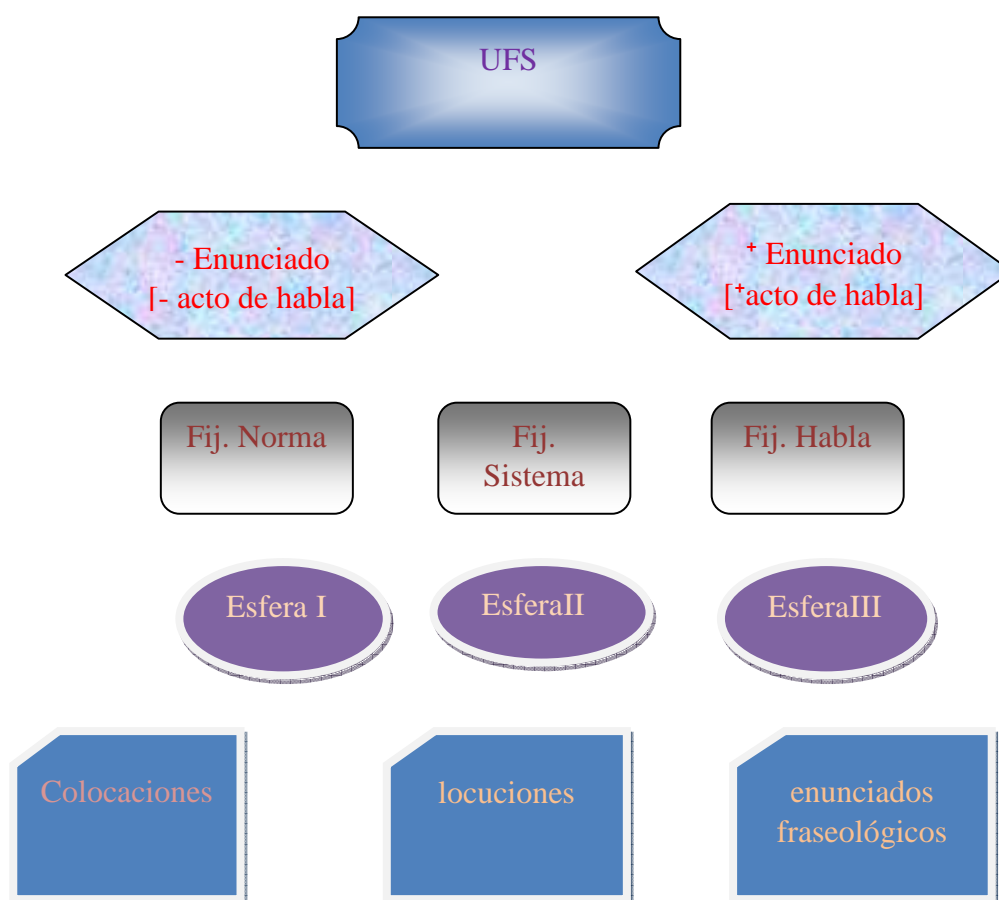 UFS
- Enunciado
[- acto de habla]
+ Enunciado
[+acto de habla]
Fij. Norma
Fij.
Sistema
Fij. Habla
Esfera I
EsferaII
EsferaIII
Colocaciones
locuciones
enunciados
fraseológicos